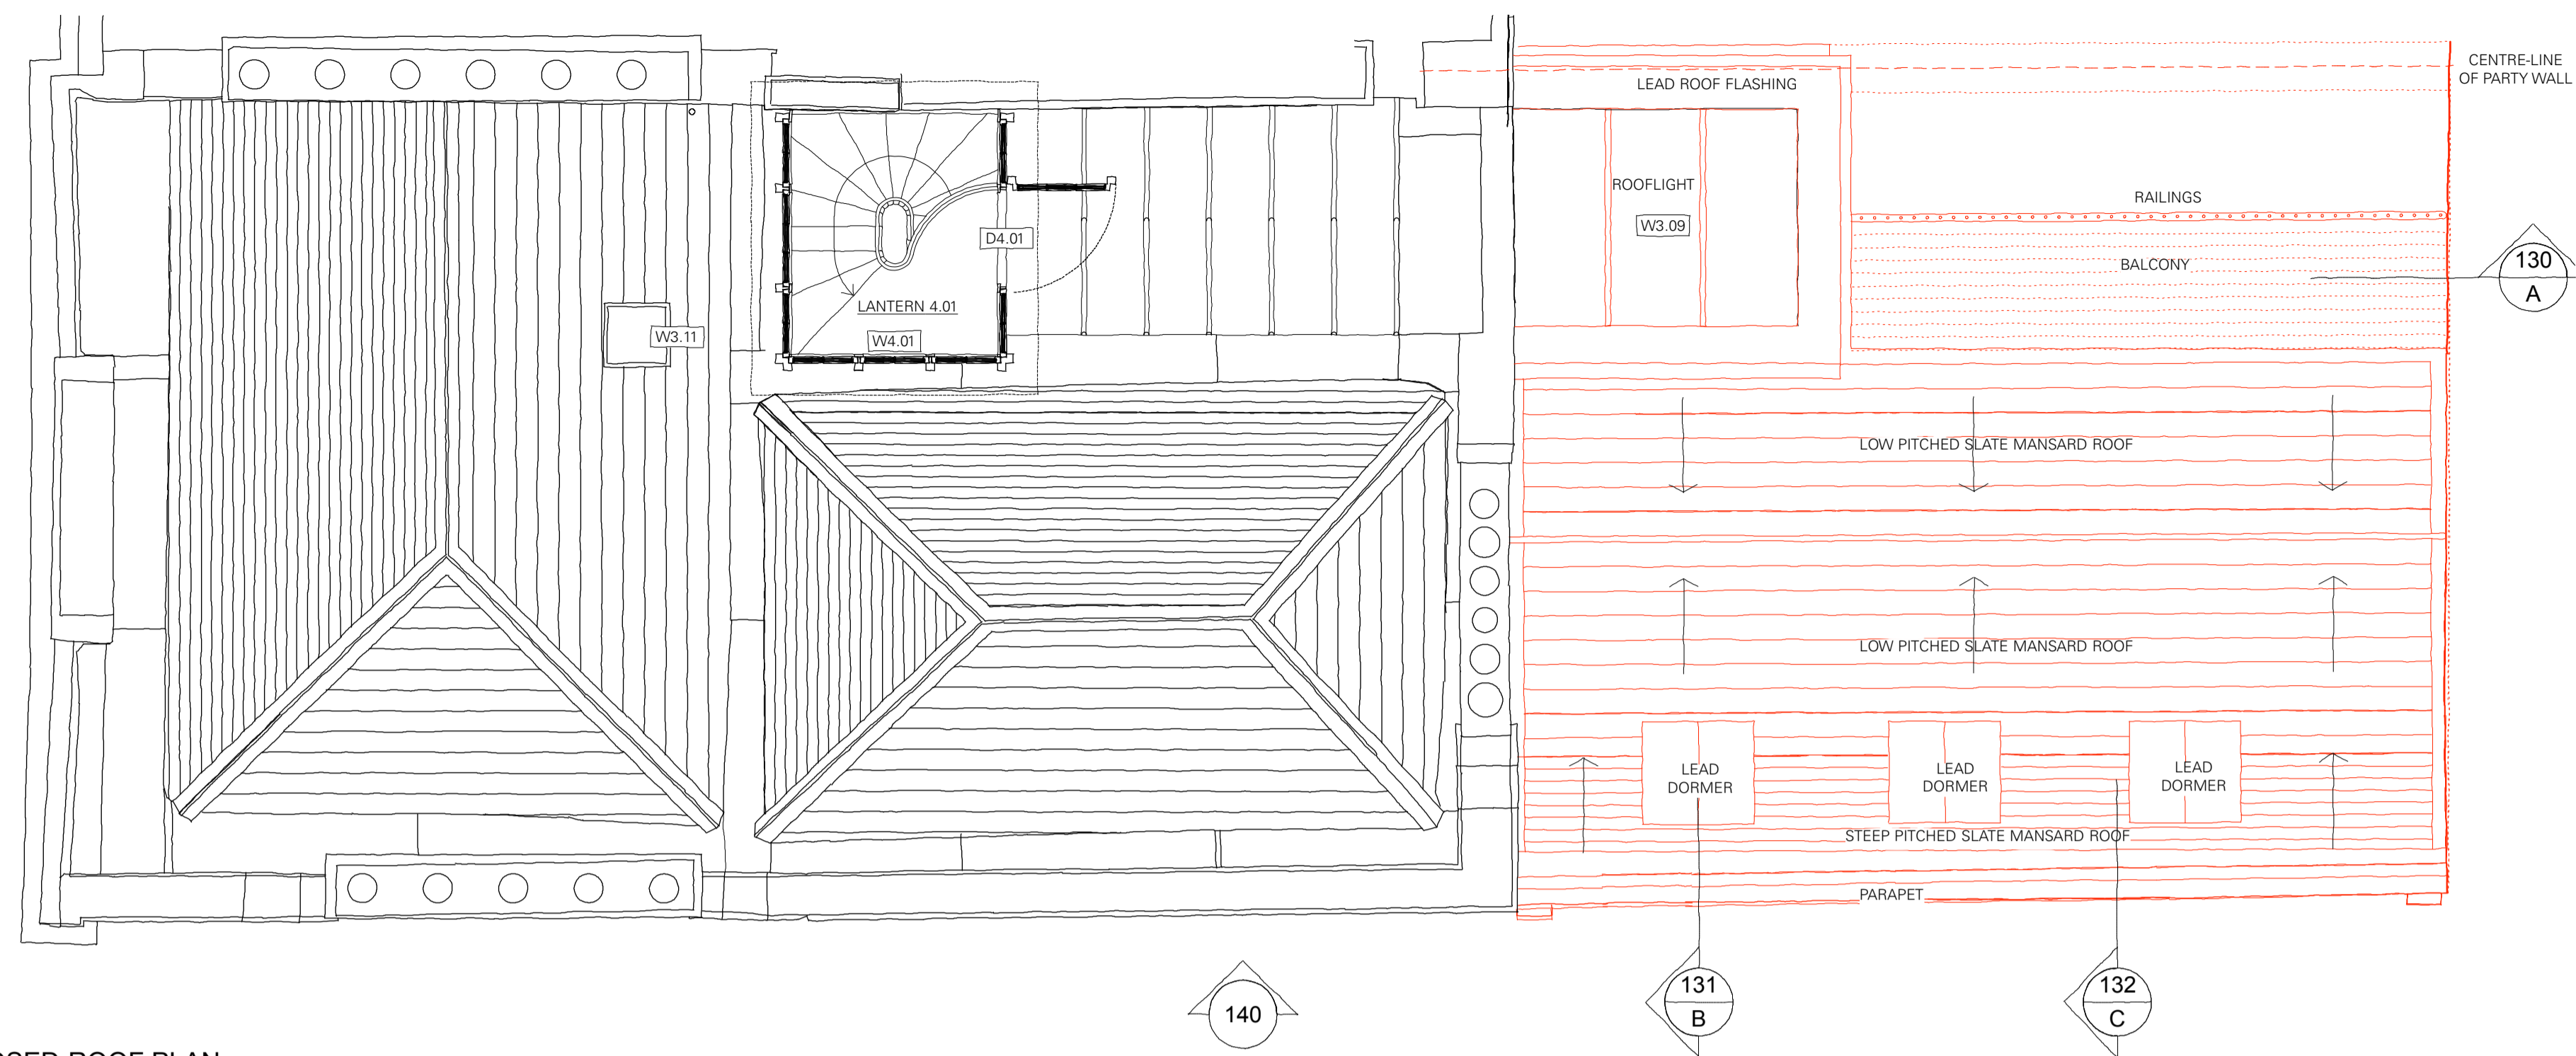 CENTRE-LINE
OF PARTY WALL
LEAD ROOF FLASHING
ROOFLIGHT
W3.09
RAILINGS
BALCONY
130
A
D4.01
LANTERN 4.01
W4.01
W3.11
LOW PITCHED SLATE MANSARD ROOF
LOW PITCHED SLATE MANSARD ROOF
LEAD
DORMER
LEAD
DORMER
LEAD
DORMER
STEEP PITCHED SLATE MANSARD ROOF
PARAPET
140
131
B
132
C
ROOF PLAN